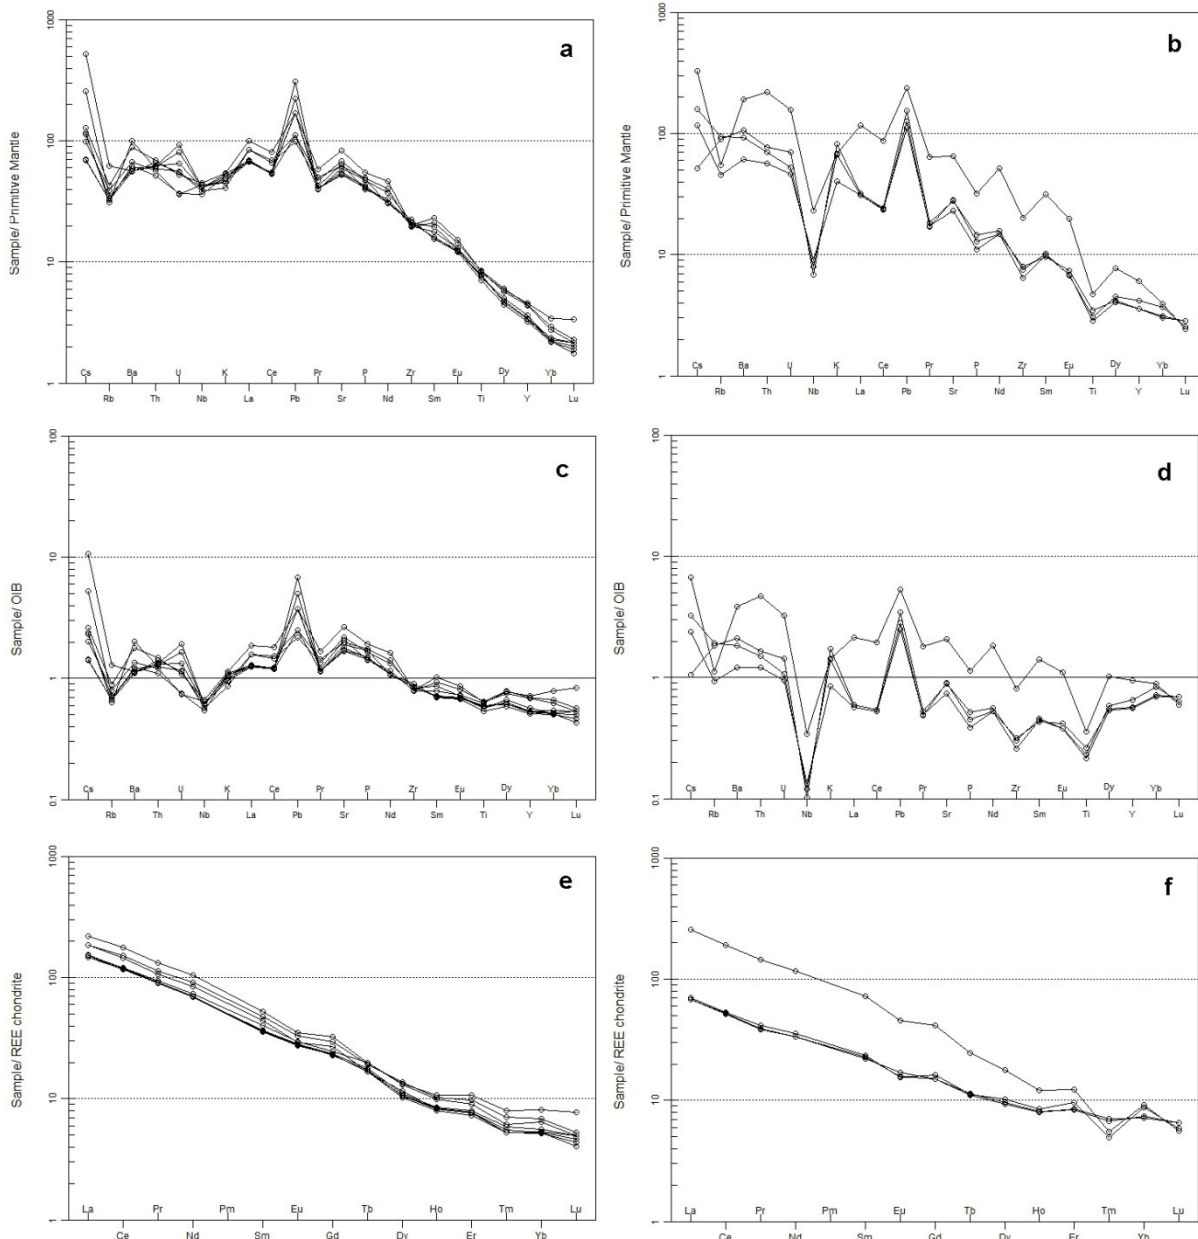 a
1000
100
10
1
Sample/ Primitive Mantle
Cs Ba U K Ce Pr P Zr Eu Dy Yb
Rb Th Nb La Pb Sr Nd Sm Ti Y Lu
b
1000
100
10
1
Sample/ Primitive Mantle
Cs Ba U K Ce Pr P Zr Eu Dy Yb
Rb Th Nb La Pb Sr Nd Sm Ti Y Lu
c
100
10
1
0.1
Sample/ OIB
Cs Ba U K Ce Pr P Zr Eu Dy Yb
Rb Th Nb La Pb Sr Nd Sm Ti Y Lu
d
100
10
1
0.1
Sample/ OIB
Cs Ba U K Ce Pr P Zr Eu Dy Yb
Rb Th Nb La Pb Sr Nd Sm Ti Y Lu
e
1000
100
10
1
Sample/ REE chondrite
La Pr Pm Eu Tb Ho Tm Lu
Ce Nd Sm Gd Dy Er Yb
f
1000
100
10
1
Sample/ REE chondrite
La Pr Pm Eu Tb Ho Tm Lu
Ce Nd Sm Gd Dy Er Yb